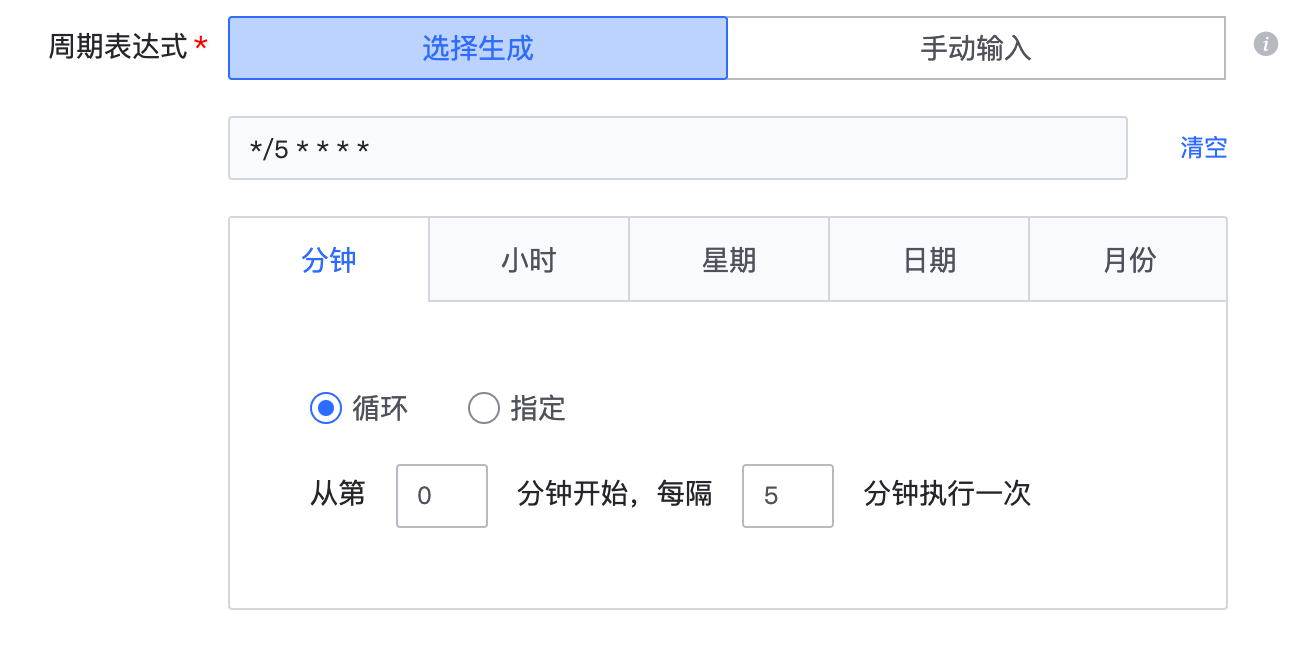 周期表达式 * 选择生成 手动输入 i
*/5 * * * * 清空
分钟 小时 星期 日期 月份
循环 指定
从第 0 分钟开始，每隔 5 分钟执行一次